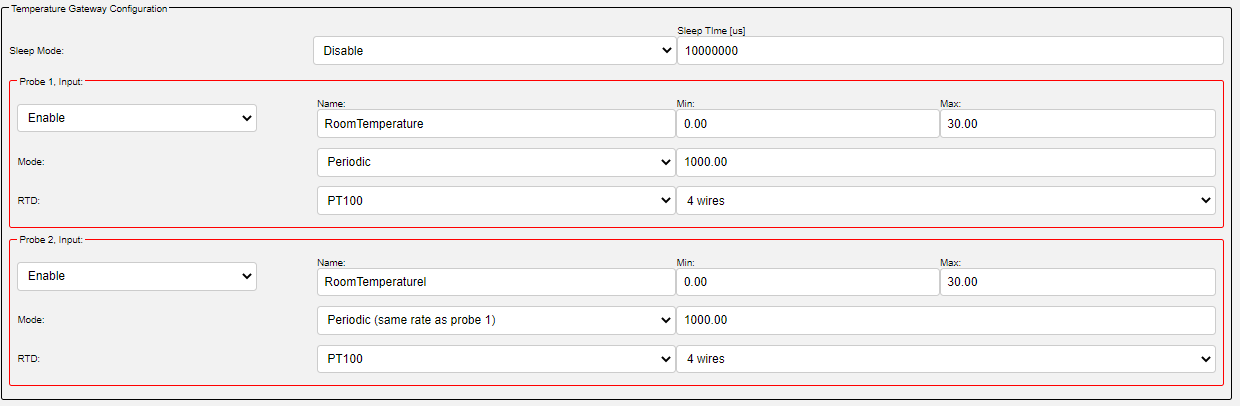 Temperature Gateway Configuration
Sleep TIme [us]
Sleep Mode: Disable 10000000
Probe 1, Input:
Name: Min: Max:
Enable RoomTemperature 0.00 30.00
Mode: Periodic 1000.00
RTD: PT100 4 wires
Probe 2, Input:
Name: Min: Max:
Enable RoomTemperatureI 0.00 30.00
Mode: Periodic (same rate as probe 1) 1000.00
RTD: PT100 4 wires